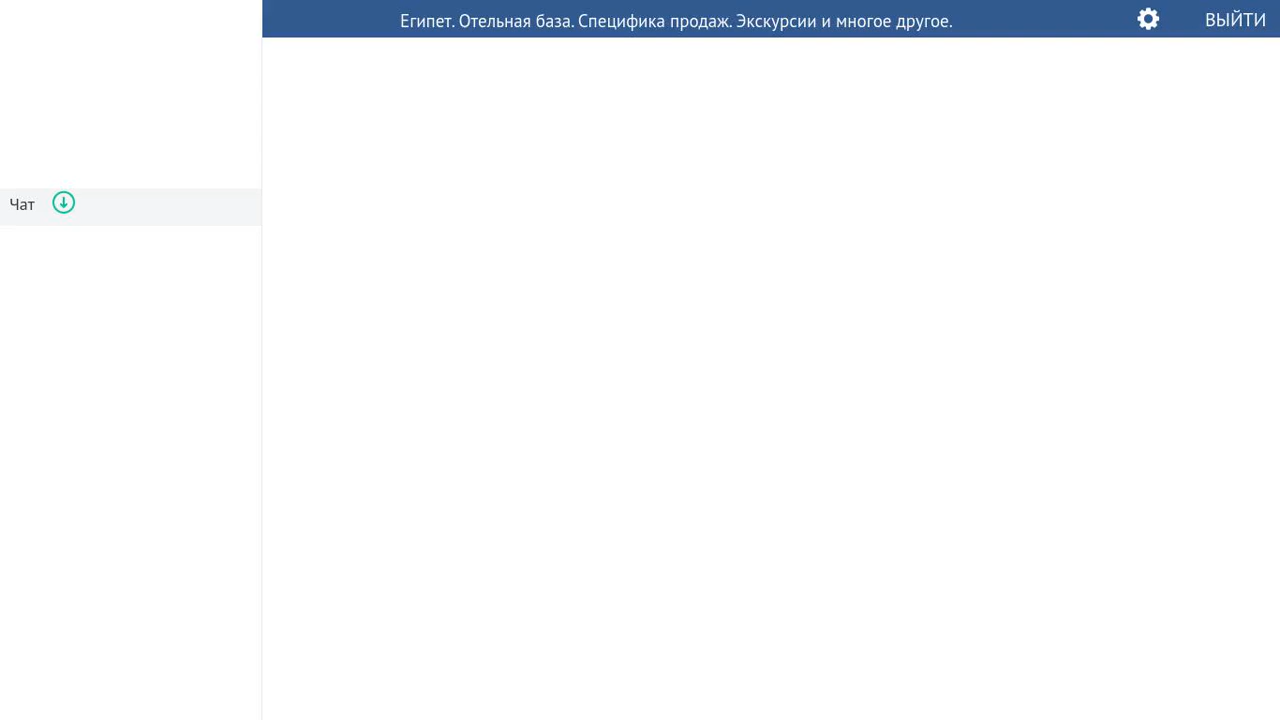 Египет. Отельная база. Специфика продаж. Экскурсии и многое другое.
ВЫЙТИ
Чат